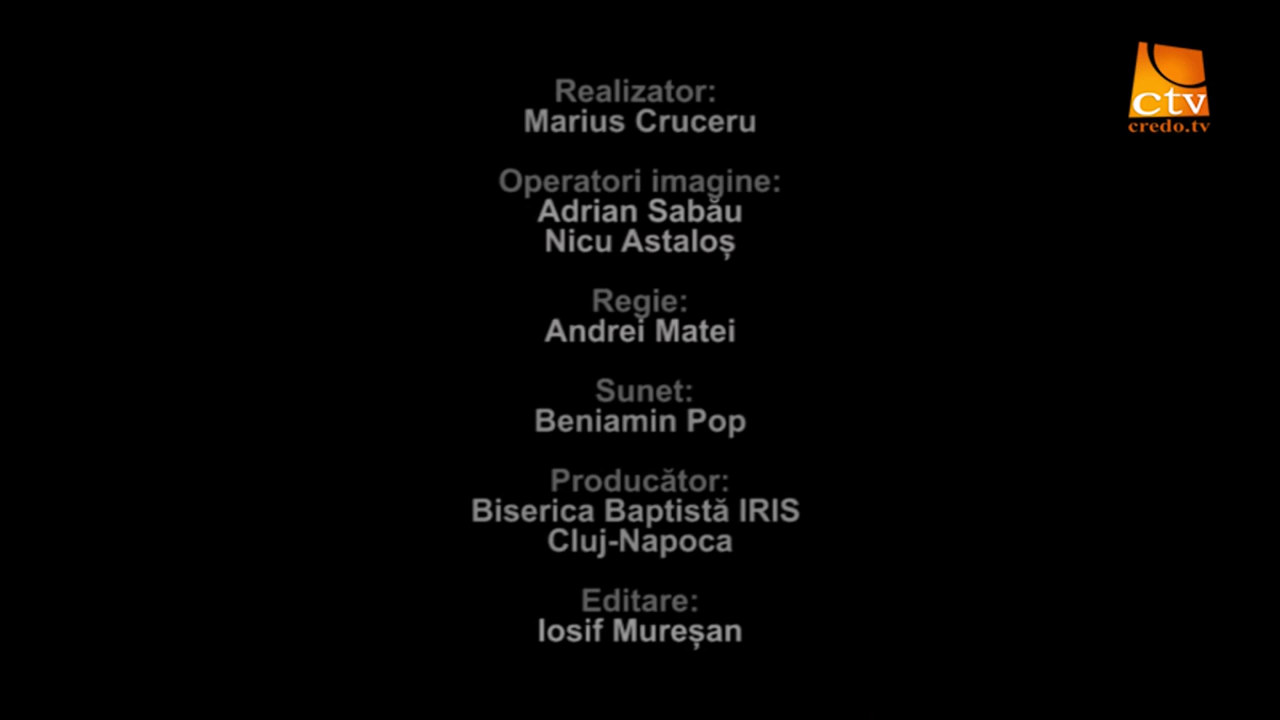 Realizator:
Marius Cruceru
Operatori imagine:
Adrian Sabău
Nicu Astaloș
Regie:
Andrei Matei
Sunet:
Beniamin Pop
Producător:
Biserica Baptistă IRIS
Cluj-Napoca
Editare:
Iosif Mureșan
ctv
credo.tv